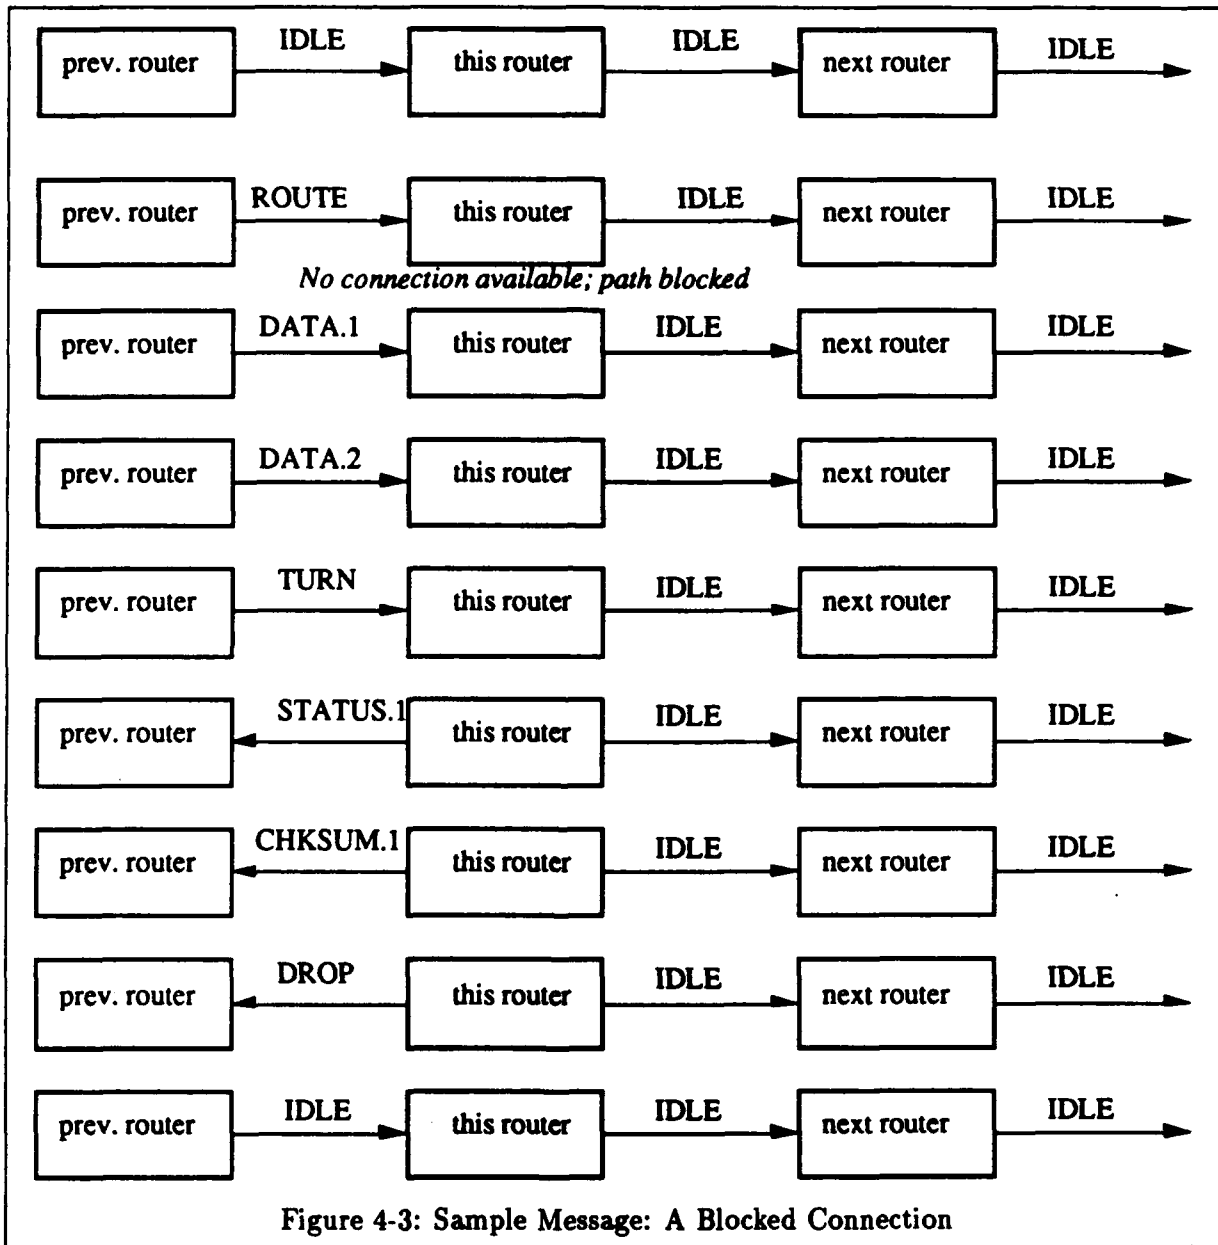 IDLE IDLE IDLE
prev. router this router next router
ROUTE IDLE IDLE
prev. router this router next router
No connection available; path blocked
DATA.1 IDLE IDLE
prev. router this router next router
DATA.2 IDLE IDLE
prev. router this router next router
TURN IDLE IDLE
prev. router this router next router
STATUS.1 IDLE IDLE
prev. router this router next router
CHKSUM.1 IDLE IDLE
prev. router this router next router
DROP IDLE IDLE
prev. router this router next router
IDLE IDLE IDLE
prev. router this router next router
Figure 4-3: Sample Message: A Blocked Connection